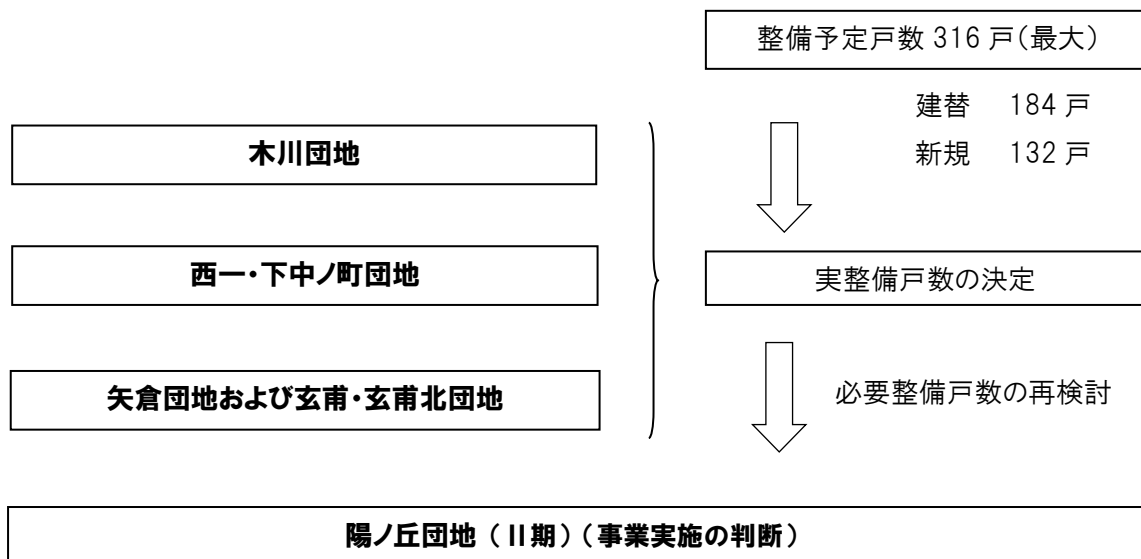 整備予定戸数 316 戸(最大)
建替 184 戸
新規 132 戸
木川団地
西一・下中ノ町団地
実整備戸数の決定
矢倉団地および玄甫・玄甫北団地
必要整備戸数の再検討
陽ノ丘団地(Ⅱ期)(事業実施の判断)